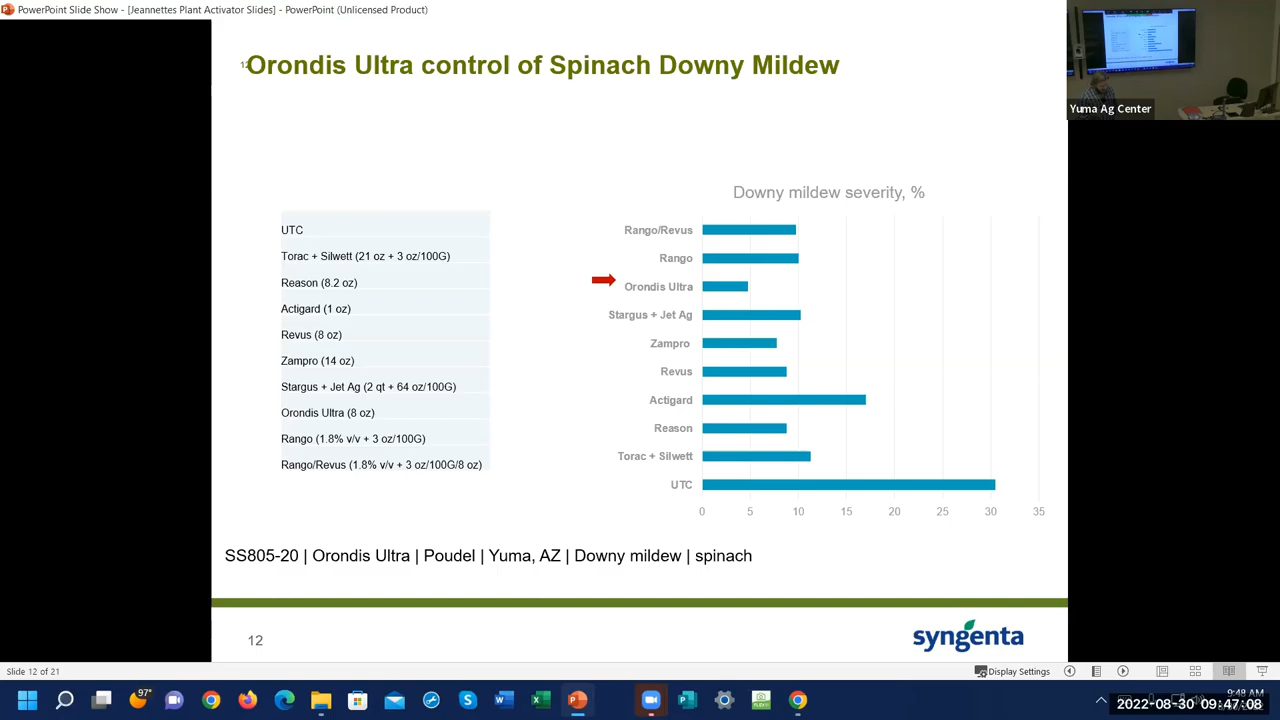 PowerPoint Slide Show - [Jeannettes Plant Activator Slides] - PowerPoint (Unlicensed Product)
Yuma Ag Center
12
Orondis Ultra control of Spinach Downy Mildew
UTC
Torac + Silwett (21 oz + 3 oz/100G)
Reason (8.2 oz)
Actigard (1 oz)
Revus (8 oz)
Zampro (14 oz)
Stargus + Jet Ag (2 qt + 64 oz/100G)
Orondis Ultra (8 oz)
Rango (1.8% v/v + 3 oz/100G)
Rango/Revus (1.8% v/v + 3 oz/100G/8 oz)
Downy mildew severity, %
Rango/Revus
Rango
Orondis Ultra
Stargus + Jet Ag
Zampro
Revus
Actigard
Reason
Torac + Silwett
UTC
0 5 10 15 20 25 30 35
SS805-20 | Orondis Ultra | Poudel | Yuma, AZ | Downy mildew | spinach
12
syngenta
Slide 12 of 21
Display Settings
97°
9:48 AM
2022-08-30 09:47:08